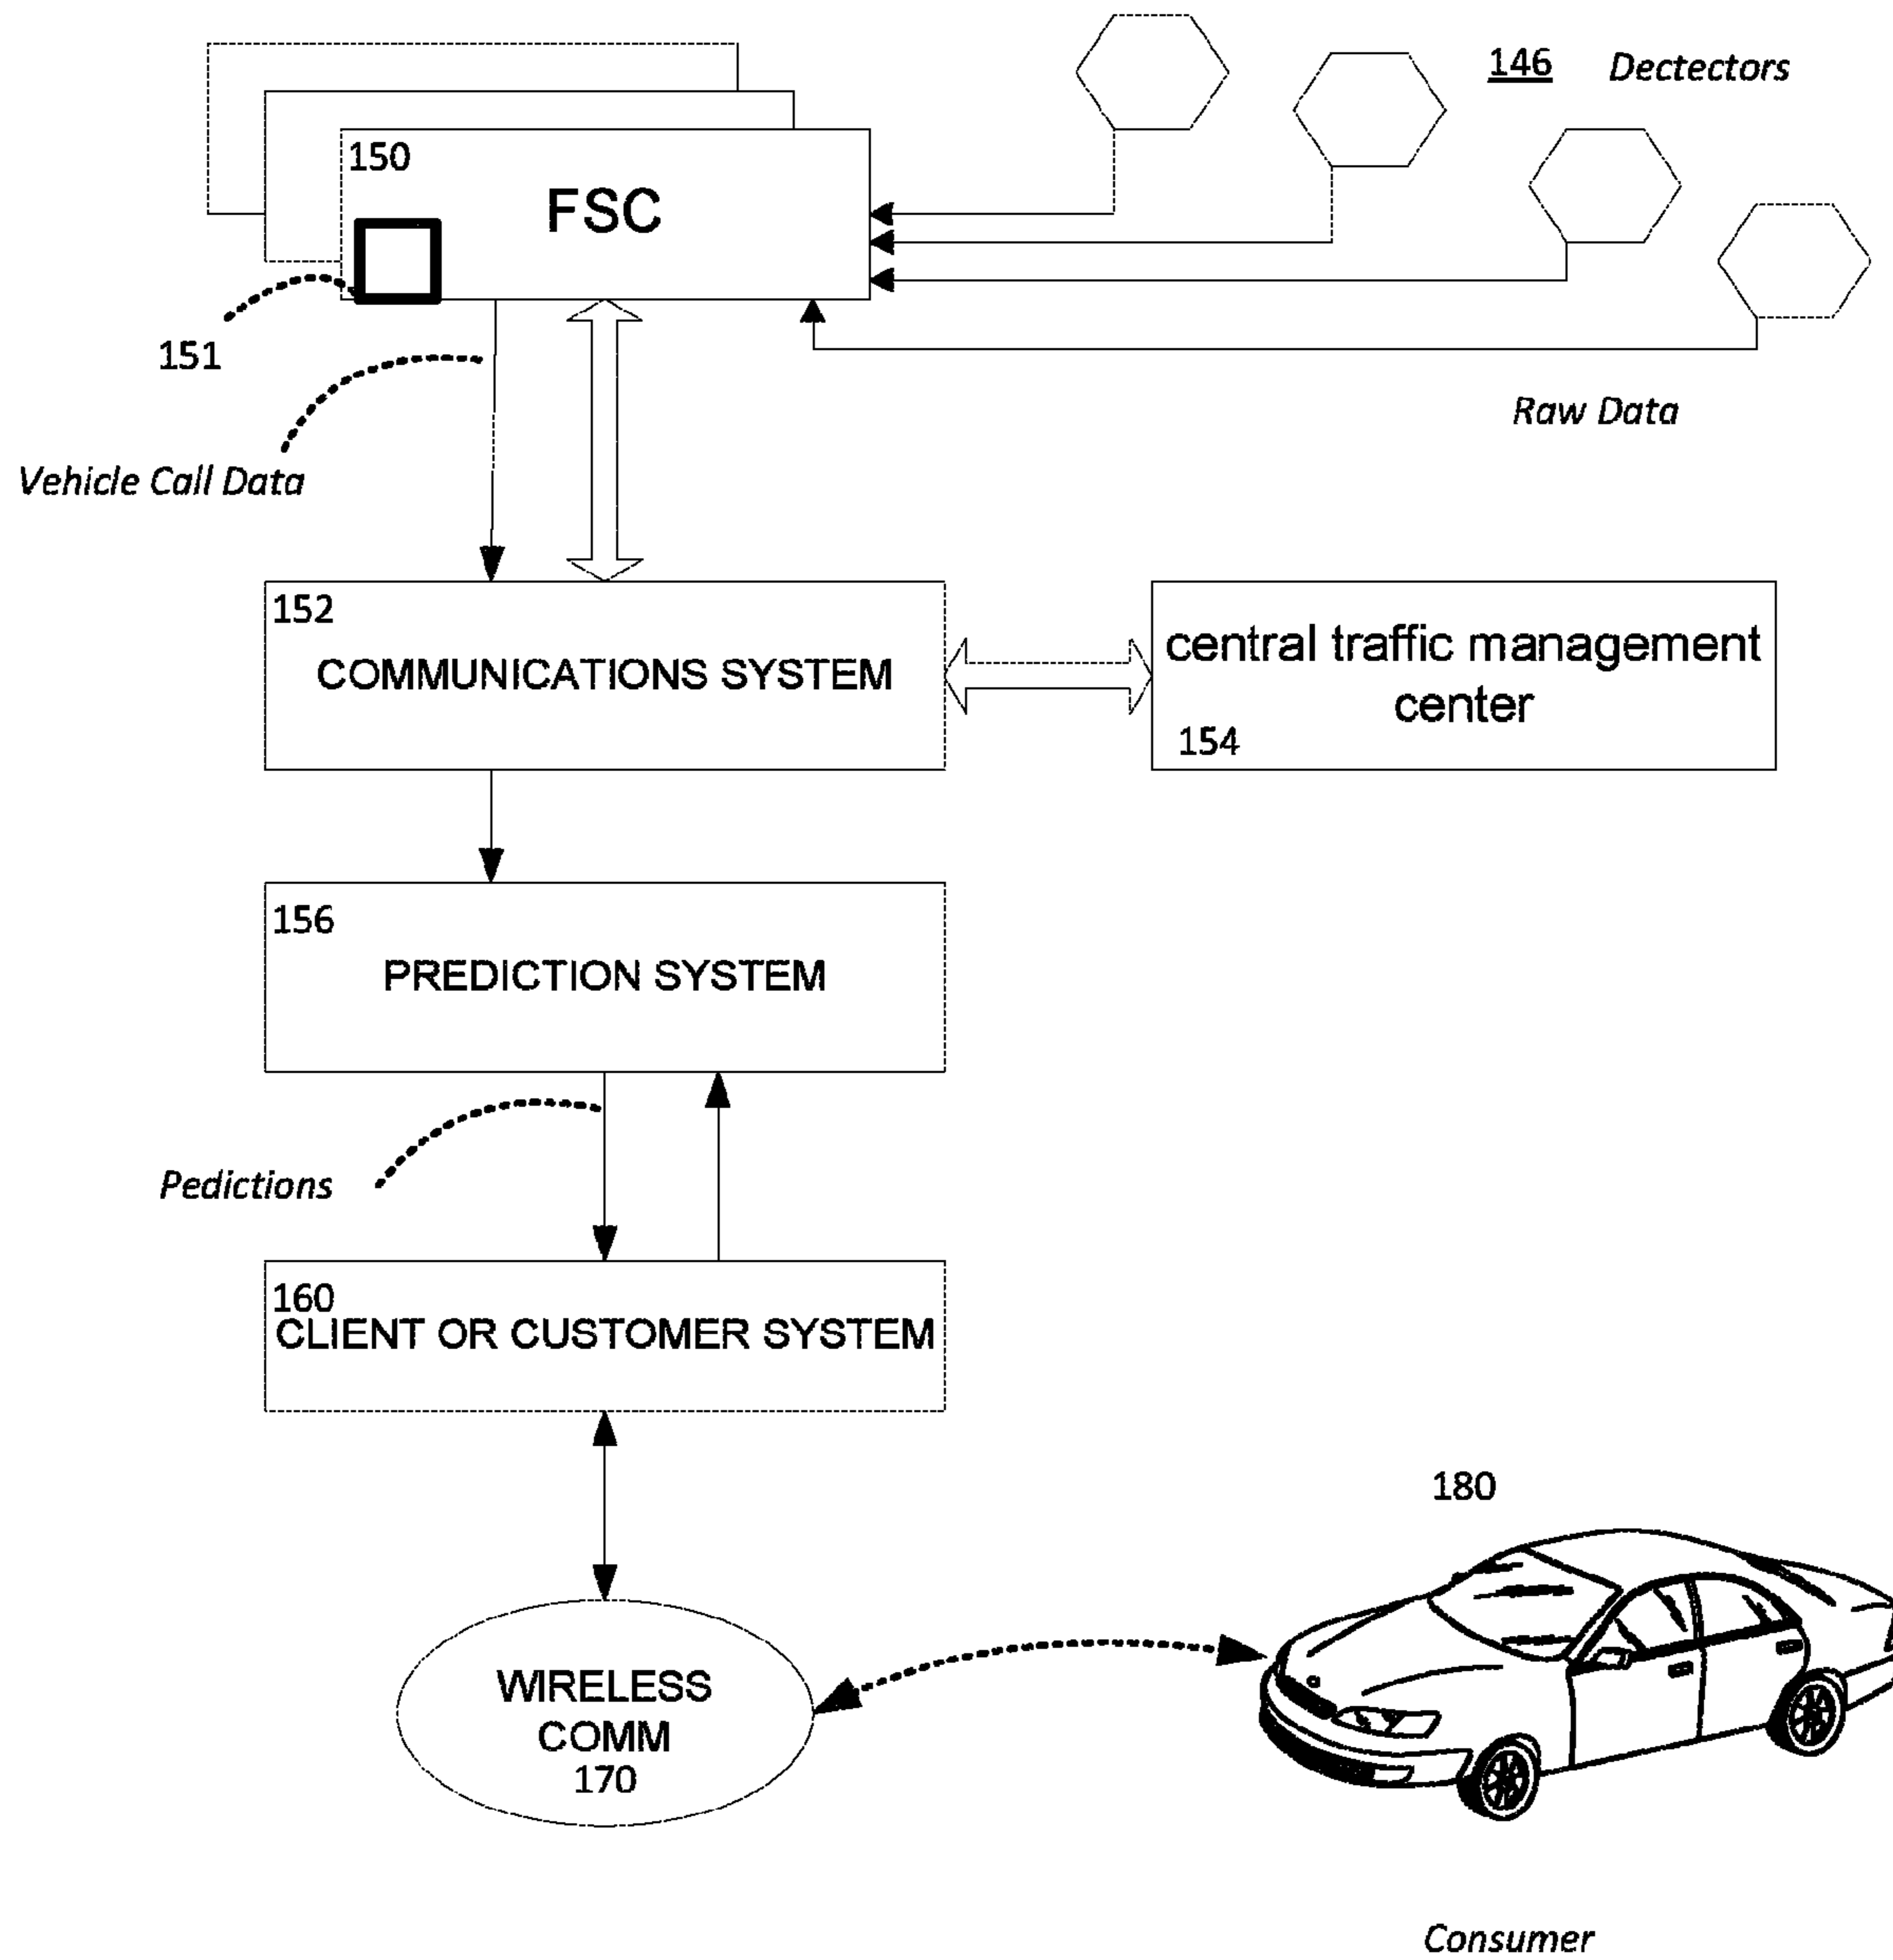 146 Dectectors
150
FSC
151
Raw Data
Vehicle Call Data
152
COMMUNICATIONS SYSTEM
central traffic management
center
154
156
PREDICTION SYSTEM
Pedictions
160
CLIENT OR CUSTOMER SYSTEM
180
WIRELESS
COMM
170
Consumer